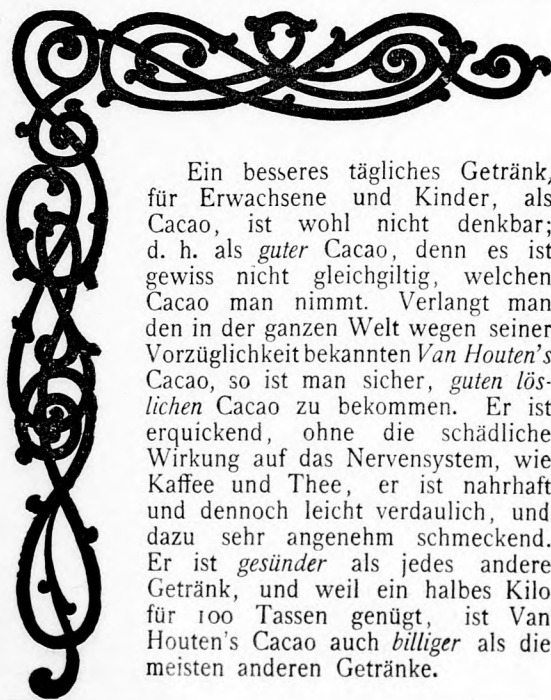 Ein besseres tägliches Getränk,
für Erwachsene und Kinder, als
Cacao, ist wohl nicht denkbar;
d. h. als guter Cacao, denn es ist
gewiss nicht gleichgiltig, welchen
Cacao man nimmt. Verlangt man
den in der ganzen Welt wegen seiner
Vorzüglichkeit bekannten Van Houten's
Cacao, so ist man sicher, guten lös-
lichen Cacao zu bekommen. Er ist
erquickend, ohne die schädliche
Wirkung auf das Nervensystem, wie
Kaffee und Thee, er ist nahrhaft
und dennoch leicht verdaulich, und
dazu sehr angenehm schmeckend.
Er ist gesünder als jedes andere
Getränk, und weil ein halbes Kilo
für 100 Tassen genügt, ist Van
Houten's Cacao auch billiger als die
meisten anderen Getränke.